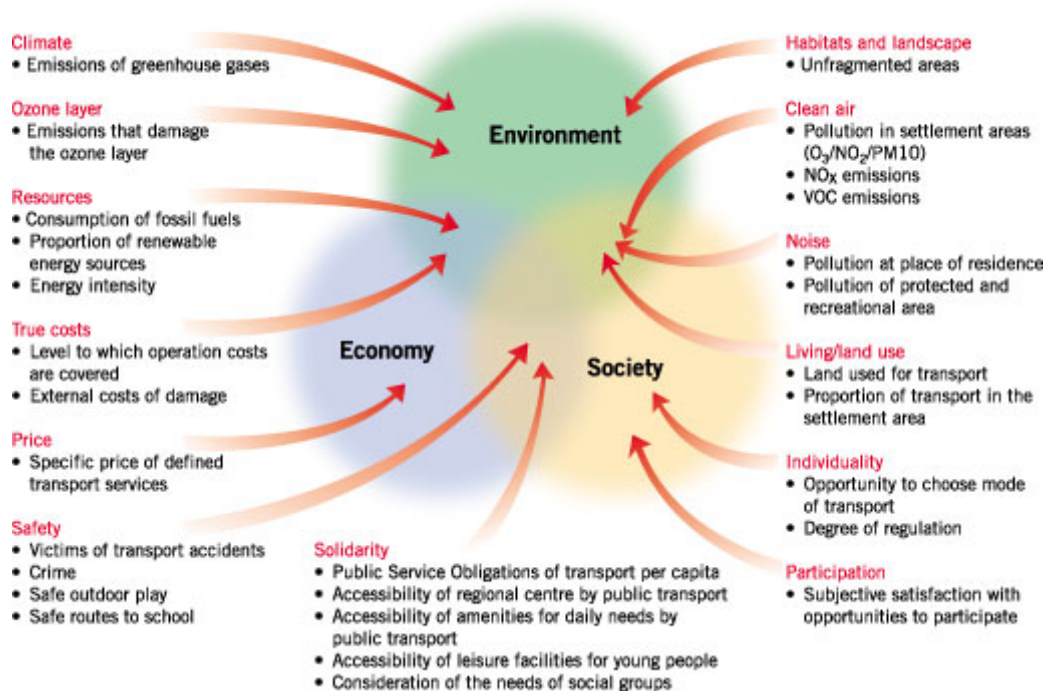 Climate
• Emissions of greenhouse gases
Ozone layer
• Emissions that damage
the ozone layer
Resources
• Consumption of fossil fuels
• Proportion of renewable
energy sources
• Energy intensity
True costs
• Level to which operation costs
are covered
• External costs of damage
Price
• Specific price of defined
transport services
Safety
• Victims of transport accidents
• Crime
• Safe outdoor play
• Safe routes to school
Environment
Economy
Society
Solidarity
• Public Service Obligations of transport per capita
• Accessibility of regional centre by public transport
• Accessibility of amenities for daily needs by
public transport
• Accessibility of leisure facilities for young people
• Consideration of the needs of social groups
Habitats and landscape
• Unfragmented areas
Clean air
• Pollution in settlement areas
(O₃/NO₂/PM10)
• NOx emissions
• VOC emissions
Noise
• Pollution at place of residence
• Pollution of protected and
recreational area
Living/land use
• Land used for transport
• Proportion of transport in the
settlement area
Individuality
• Opportunity to choose mode
of transport
• Degree of regulation
Participation
• Subjective satisfaction with
opportunities to participate